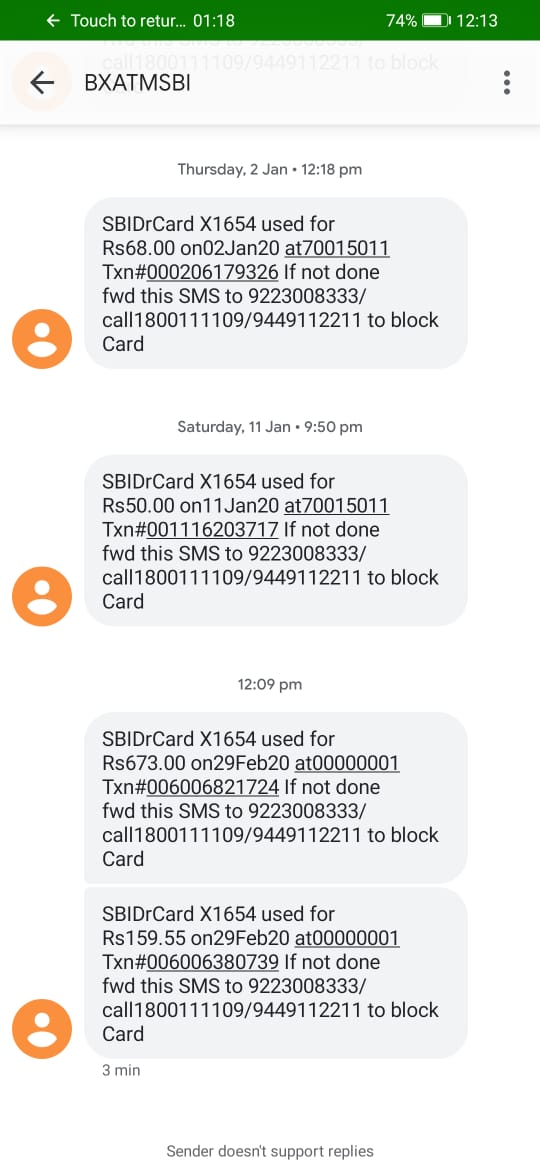 ← Touch to retur... 01:18 74% 12:13
call1800111109/9449112211 to block
BXATMSBI
Thursday, 2 Jan • 12:18 pm
SBIDrCard X1654 used for
Rs68.00 on02Jan20 at70015011
Txn#000206179326 If not done
fwd this SMS to 9223008333/
call1800111109/9449112211 to block
Card
Saturday, 11 Jan • 9:50 pm
SBIDrCard X1654 used for
Rs50.00 on11Jan20 at70015011
Txn#001116203717 If not done
fwd this SMS to 9223008333/
call1800111109/9449112211 to block
Card
12:09 pm
SBIDrCard X1654 used for
Rs673.00 on29Feb20 at00000001
Txn#006006821724 If not done
fwd this SMS to 9223008333/
call1800111109/9449112211 to block
Card
SBIDrCard X1654 used for
Rs159.55 on29Feb20 at00000001
Txn#006006380739 If not done
fwd this SMS to 9223008333/
call1800111109/9449112211 to block
Card
3 min
Sender doesn't support replies